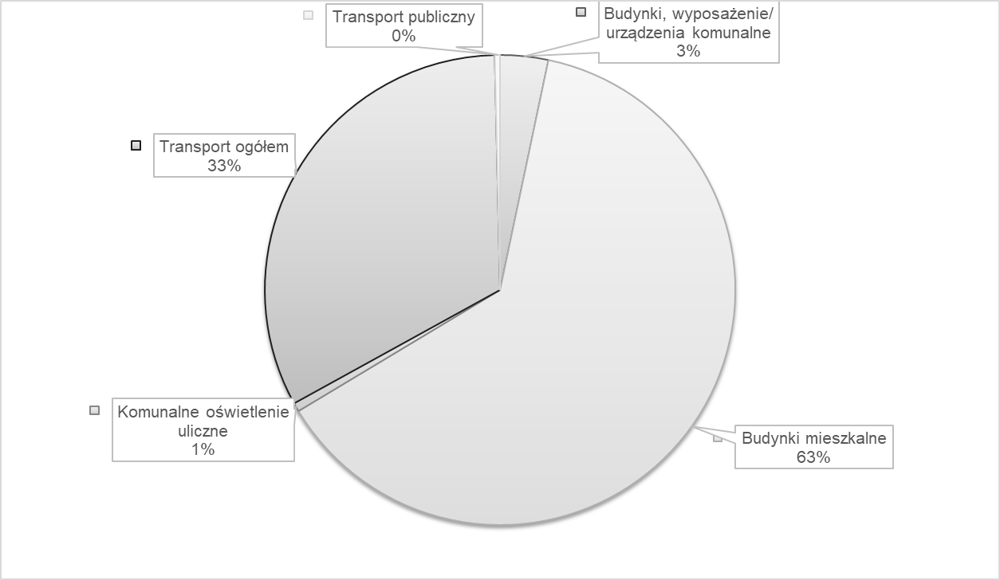 Transport publiczny
0%
Budynki, wyposażenie/
urządzenia komunalne
3%
Transport ogółem
33%
Komunalne oświetlenie
uliczne
1%
Budynki mieszkalne
63%